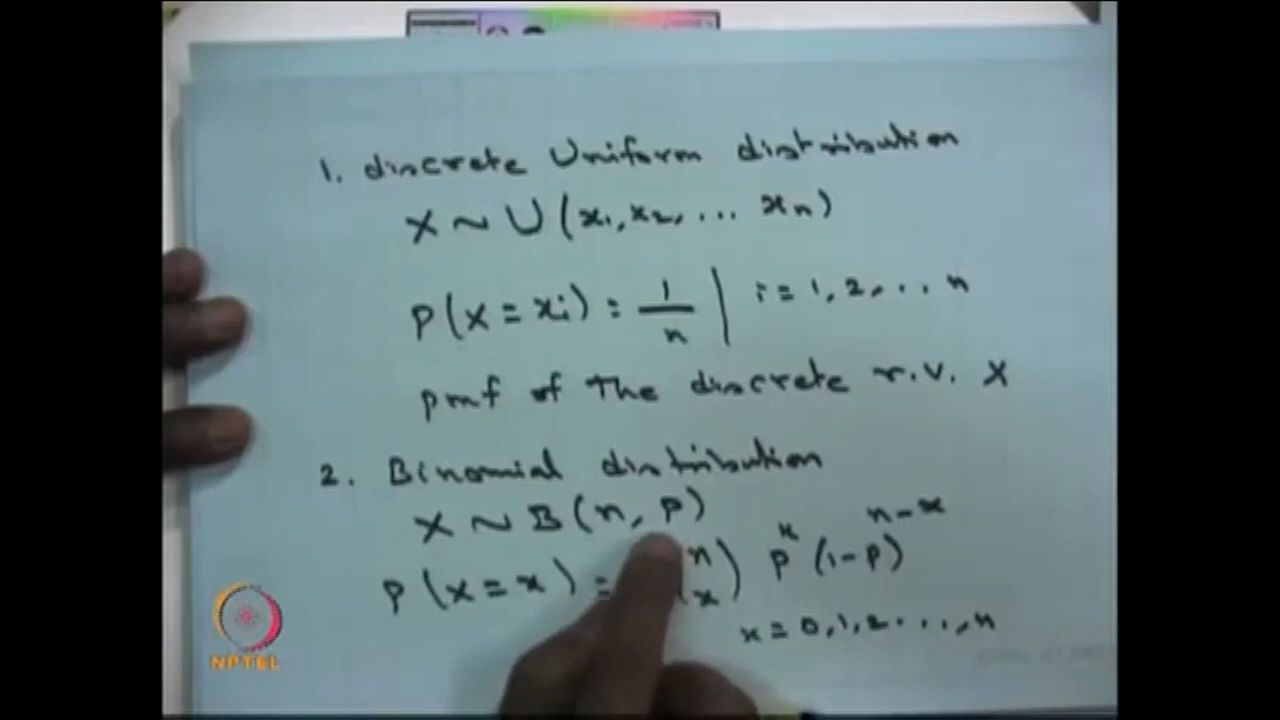 1. discrete Uniform distribution
X ~ U (x1, x2, ... xn)
P(X = xi) = 1/n | i = 1, 2, .. n
pmf of The discrete r.v. X
2. Binomial distribution
X ~ B (n, p)
P(X = x) = (n x) p^x (1-p)^n-x
x = 0, 1, 2 ..., n
NPTEL